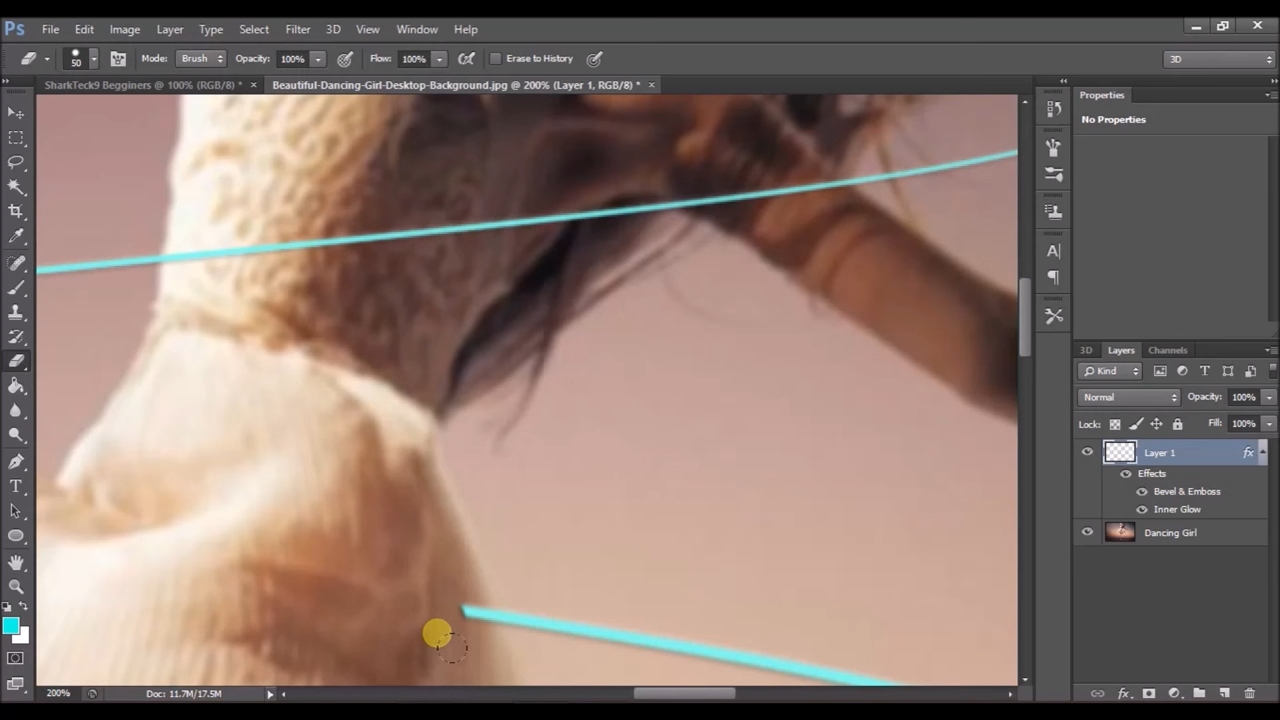 Ps File Edit Image Layer Type Select Filter 3D View Window Help
50 Mode: Brush Opacity: 100% Flow: 100% Erase to History 3D
SharkTeck9 Begginers @ 100% (RGB/8) * × Beautiful-Dancing-Girl-Desktop-Background.jpg @ 200% (Layer 1, RGB/8) * ×
Properties
No Properties
3D Layers Channels
Kind
Normal Opacity: 100%
Lock: Fill: 100%
Layer 1 fx
Effects
Bevel & Emboss
Inner Glow
Dancing Girl
200% Doc: 11.7M/17.5M